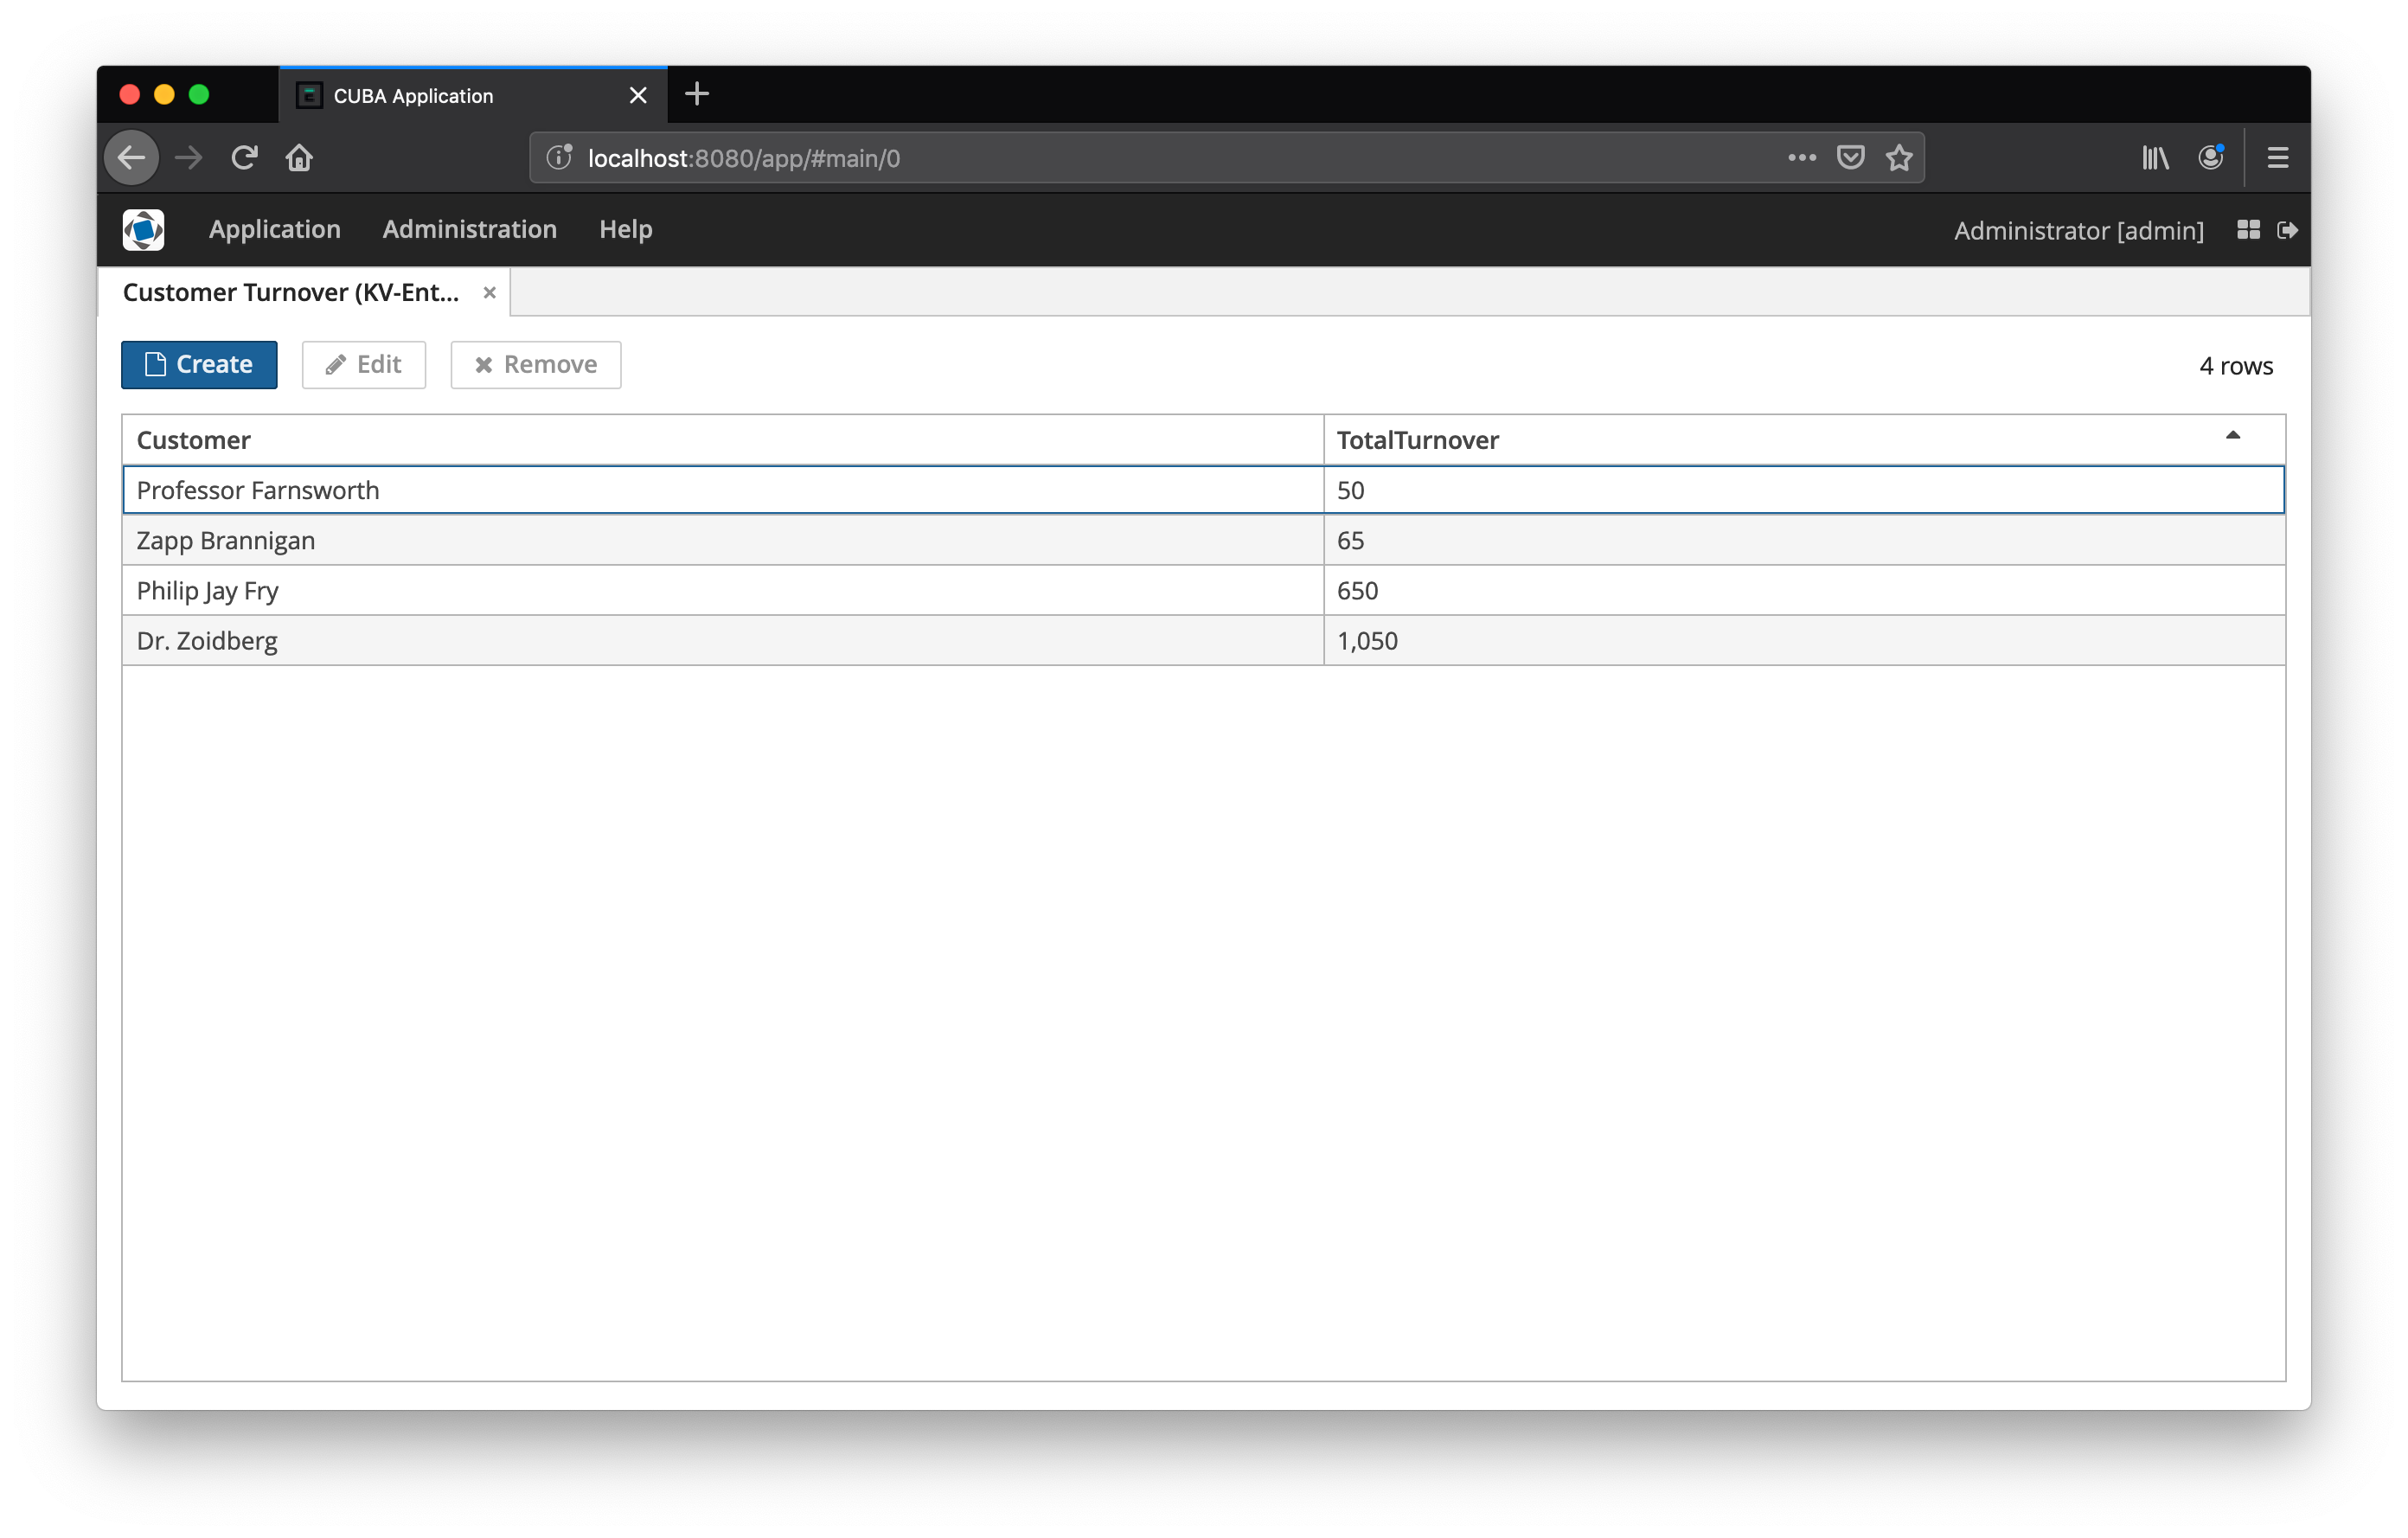 CUBA Application
localhost:8080/app/#main/0
Application Administration Help Administrator [admin]
Customer Turnover (KV-Ent...
Create Edit Remove 4 rows
Customer TotalTurnover
Professor Farnsworth 50
Zapp Brannigan 65
Philip Jay Fry 650
Dr. Zoidberg 1,050